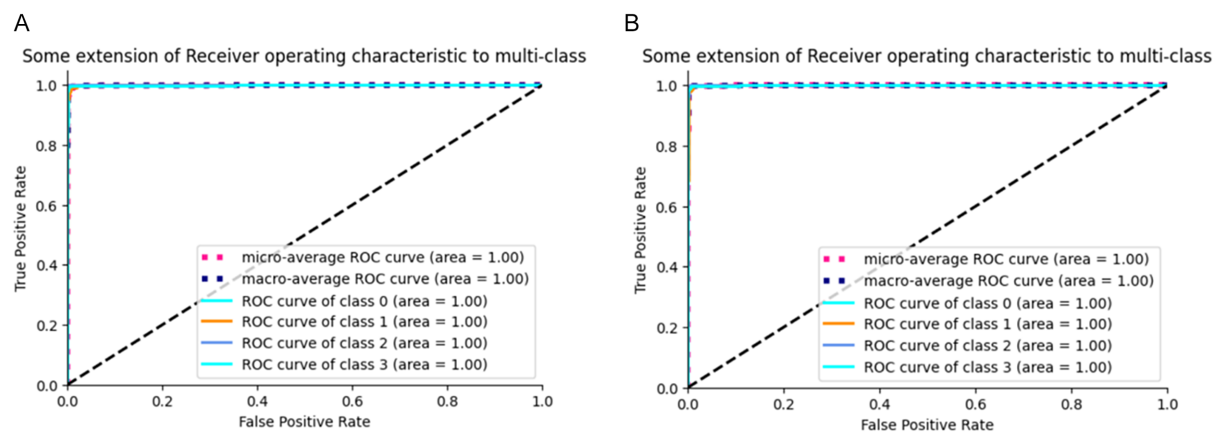 A
Some extension of Receiver operating characteristic to multi-class
1.0
0.8
0.6
0.4
0.2
0.0
True Positive Rate
micro-average ROC curve (area = 1.00)
macro-average ROC curve (area = 1.00)
ROC curve of class 0 (area = 1.00)
ROC curve of class 1 (area = 1.00)
ROC curve of class 2 (area = 1.00)
ROC curve of class 3 (area = 1.00)
0.0 0.2 0.4 0.6 0.8 1.0
False Positive Rate
B
Some extension of Receiver operating characteristic to multi-class
1.0
0.8
0.6
0.4
0.2
0.0
True Positive Rate
micro-average ROC curve (area = 1.00)
macro-average ROC curve (area = 1.00)
ROC curve of class 0 (area = 1.00)
ROC curve of class 1 (area = 1.00)
ROC curve of class 2 (area = 1.00)
ROC curve of class 3 (area = 1.00)
0.0 0.2 0.4 0.6 0.8 1.0
False Positive Rate